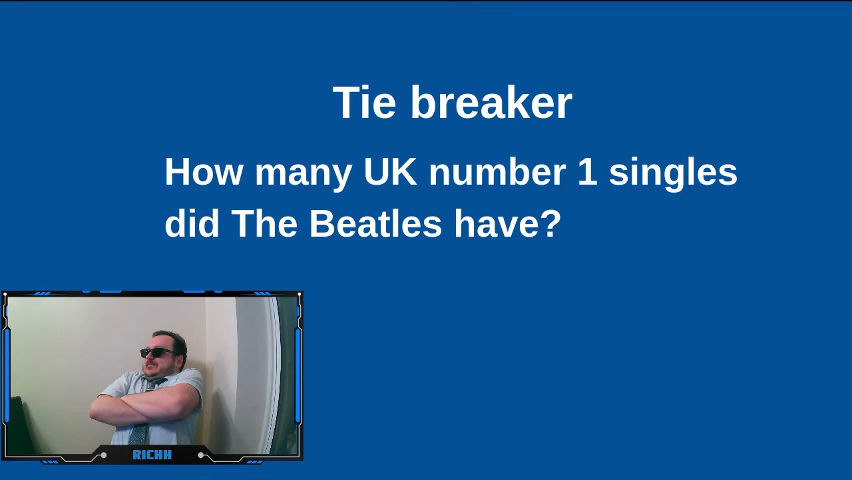 Tie breaker
How many UK number 1 singles
did The Beatles have?
RICHH